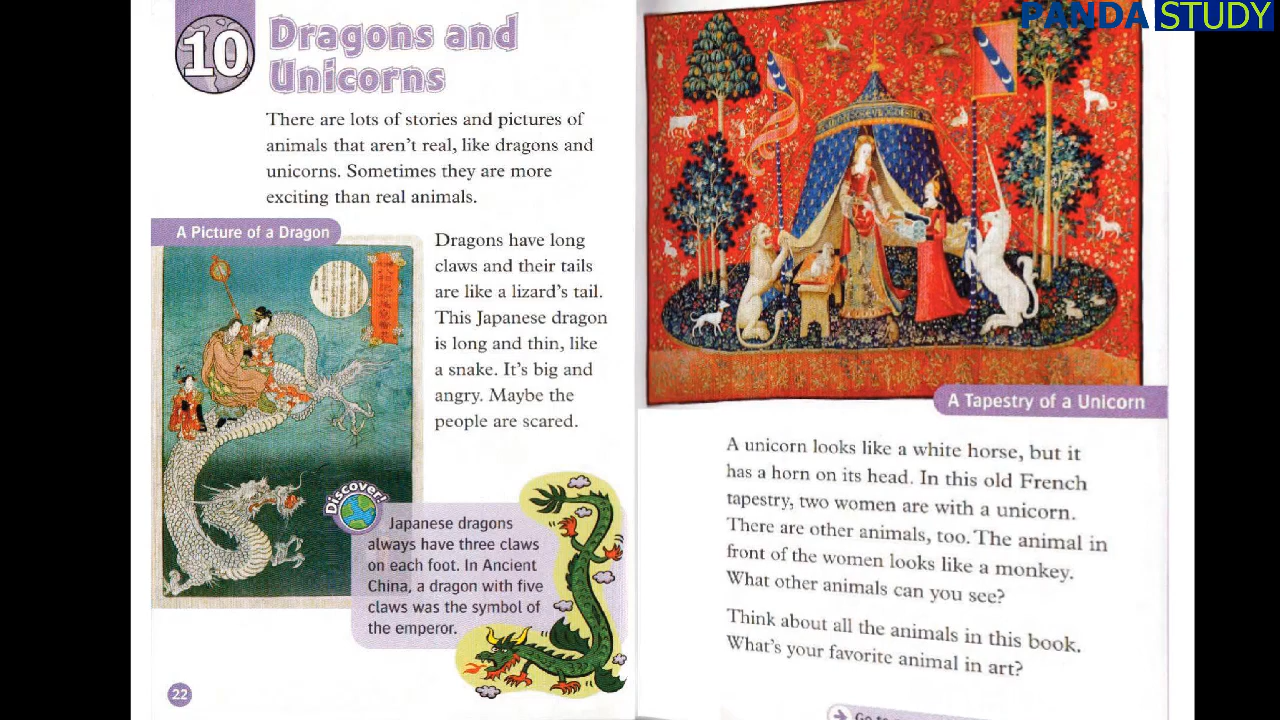 PANDA STUDY
10
Dragons and
Unicorns
There are lots of stories and pictures of
animals that aren't real, like dragons and
unicorns. Sometimes they are more
exciting than real animals.
A Picture of a Dragon
Dragons have long
claws and their tails
are like a lizard's tail.
This Japanese dragon
is long and thin, like
a snake. It's big and
angry. Maybe the
people are scared.
Discover!
Japanese dragons
always have three claws
on each foot. In Ancient
China, a dragon with five
claws was the symbol of
the emperor.
22
A Tapestry of a Unicorn
A unicorn looks like a white horse, but it
has a horn on its head. In this old French
tapestry, two women are with a unicorn.
There are other animals, too. The animal in
front of the women looks like a monkey.
What other animals can you see?
Think about all the animals in this book.
What's your favorite animal in art?
Go to